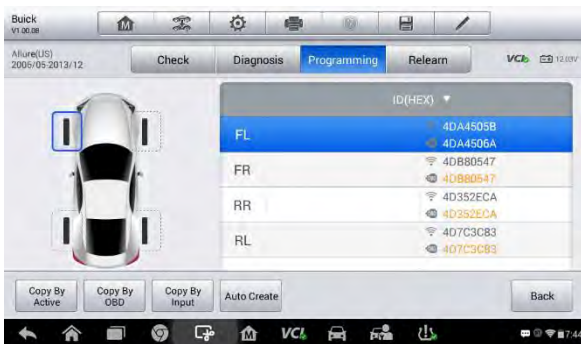 Buick
V1.00.08
Allure(US)
2005/05-2013/12
Check
Diagnosis
Programming
Relearn
VCI
12.03V
ID(HEX) ▼
FL
4DA4505B
4DA4506A
FR
4DB80547
4DB80547
RR
4D352ECA
4D352ECA
RL
4D7C3C83
4D7C3C83
Copy By
Active
Copy By
OBD
Copy By
Input
Auto Create
Back
M
VCI
7:44